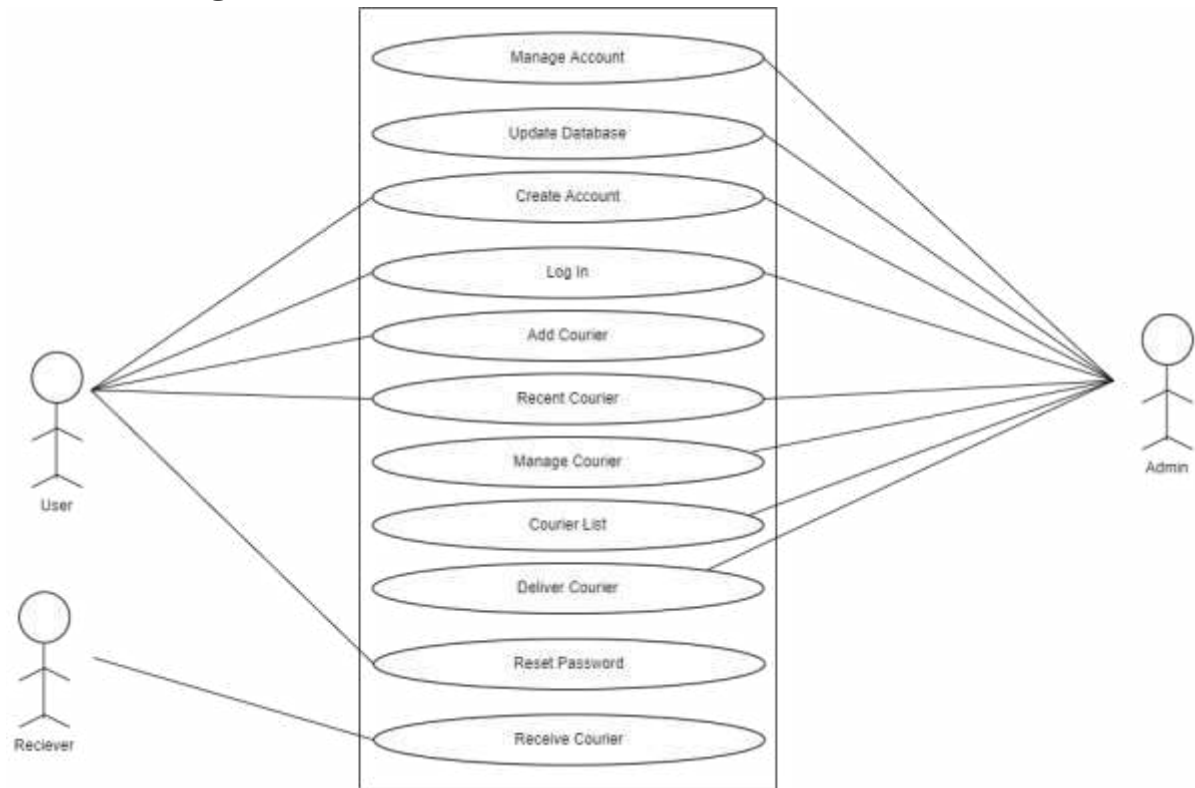 Manage Account
Update Database
Create Account
Log In
Add Courier
Recent Courier
Manage Courier
Courier List
Deliver Courier
Reset Password
Receive Courier
User
Reciever
Admin